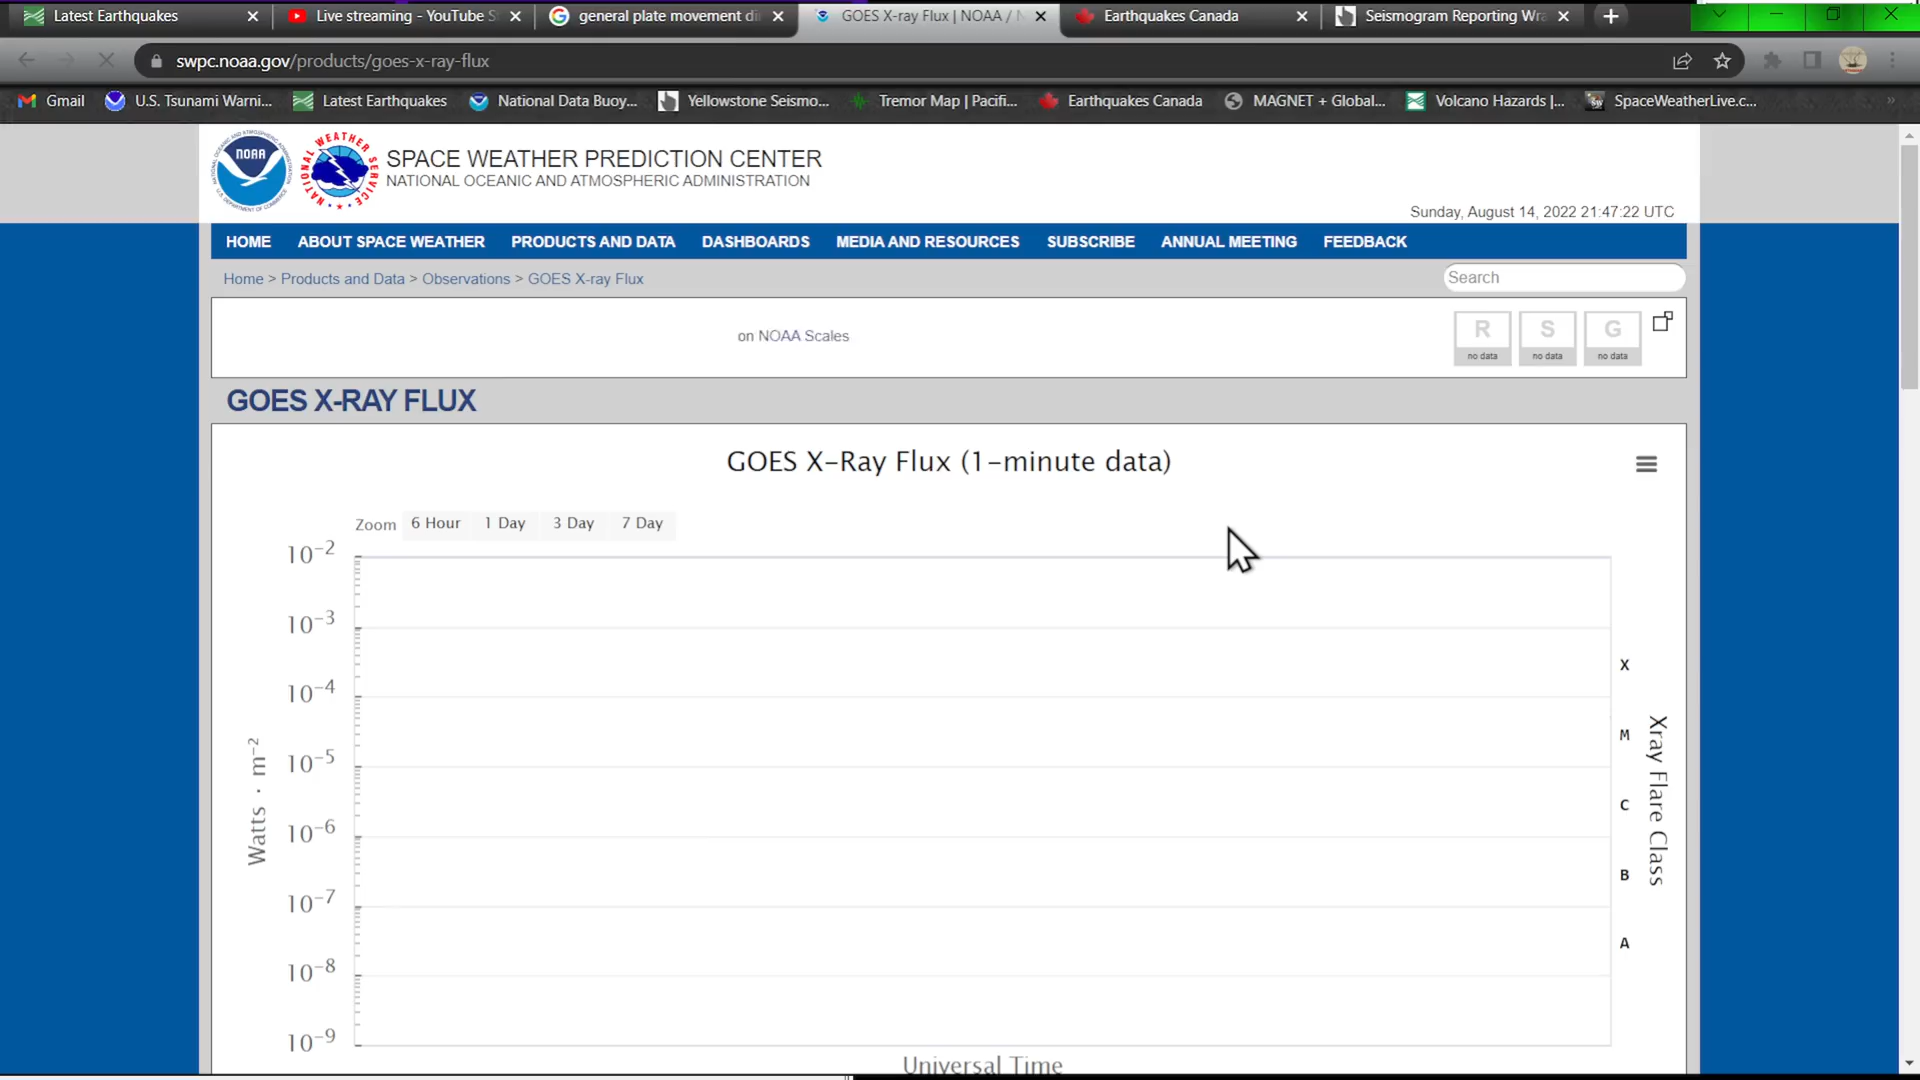 Latest Earthquakes
Live streaming - YouTube S
general plate movement di
GOES X-ray Flux | NOAA / N
Earthquakes Canada
Seismogram Reporting Wra
swpc.noaa.gov/products/goes-x-ray-flux
Gmail
U.S. Tsunami Warni...
Latest Earthquakes
National Data Buoy...
Yellowstone Seismo...
Tremor Map | Pacifi...
Earthquakes Canada
MAGNET + Global...
Volcano Hazards |...
SpaceWeatherLive.c...
NOAA
NATIONAL WEATHER SERVICE
SPACE WEATHER PREDICTION CENTER
NATIONAL OCEANIC AND ATMOSPHERIC ADMINISTRATION
Sunday, August 14, 2022 21:47:22 UTC
HOME ABOUT SPACE WEATHER PRODUCTS AND DATA DASHBOARDS MEDIA AND RESOURCES SUBSCRIBE ANNUAL MEETING FEEDBACK
Home > Products and Data > Observations > GOES X-ray Flux
Search
on NOAA Scales
R S G
no data no data no data
GOES X-RAY FLUX
GOES X-Ray Flux (1-minute data)
Zoom 6 Hour 1 Day 3 Day 7 Day
10⁻²
10⁻³
10⁻⁴
10⁻⁵
10⁻⁶
10⁻⁷
10⁻⁸
10⁻⁹
Watts · m⁻²
X
M
C
B
A
Xray Flare Class
Universal Time